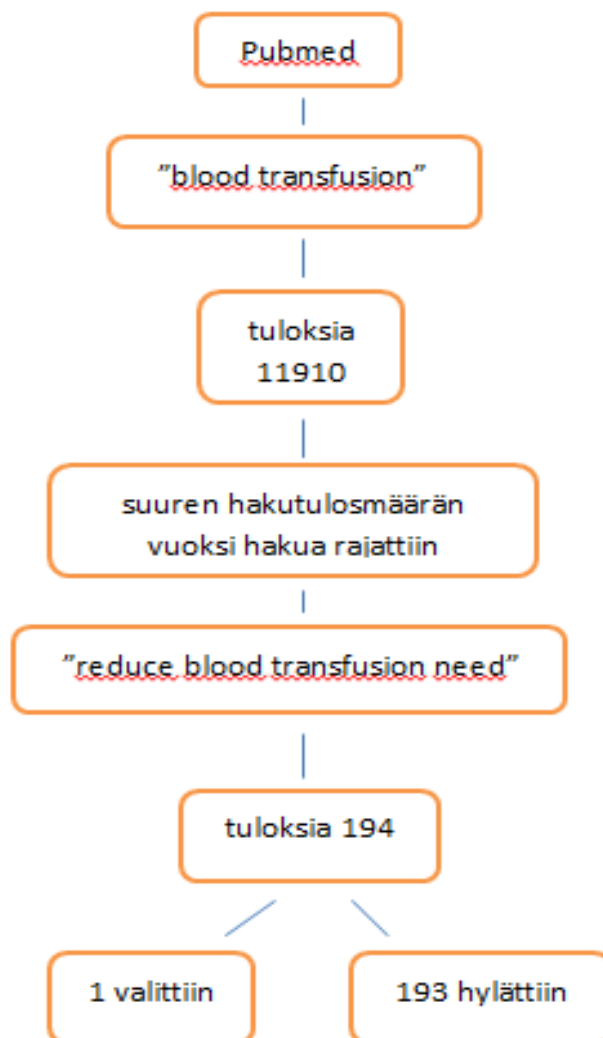 Pubmed
”blood transfusion”
tuloksia
11910
suuren hakutulosmäärän
vuoksi hakua rajattiin
”reduce blood transfusion need”
tuloksia 194
1 valittiin
193 hylättiin